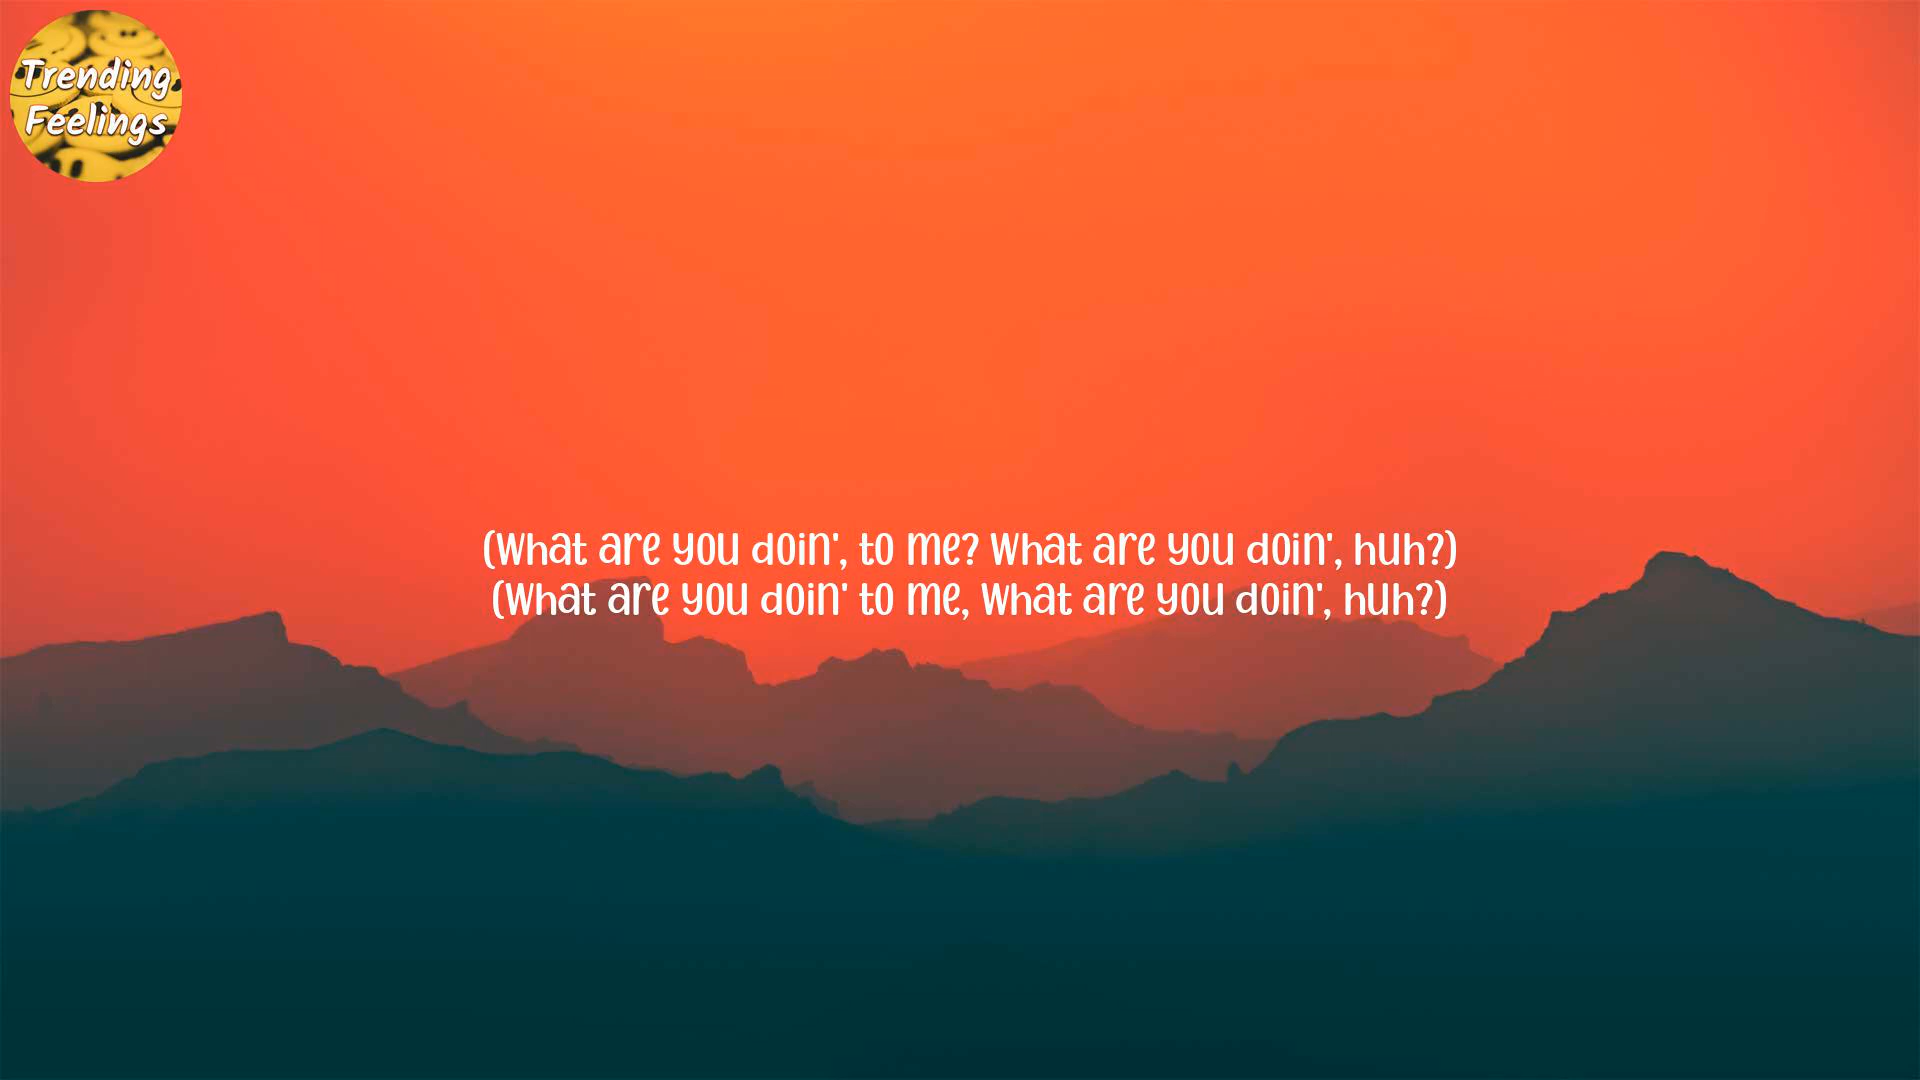 Trending
Feelings
(What are you doin', to me? What are you doin', huh?)
(What are you doin' to me, What are you doin', huh?)